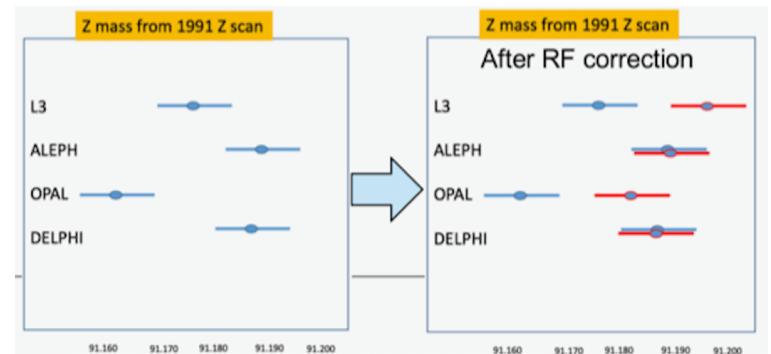 Z mass from 1991 Z scan
L3
ALEPH
OPAL
DELPHI
91.160 91.170 91.180 91.190 91.200
Z mass from 1991 Z scan
After RF correction
L3
ALEPH
OPAL
DELPHI
91.160 91.170 91.180 91.190 91.200